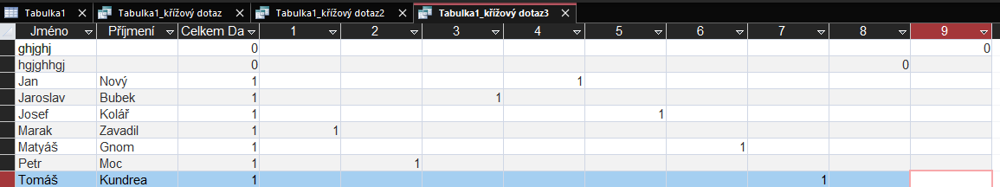 Tabulka1 Tabulka1_křížový dotaz Tabulka1_křížový dotaz2 Tabulka1_křížový dotaz3
Jméno Příjmení Celkem Da 1 2 3 4 5 6 7 8 9
ghjghj 0 0
hgjghhgj 0 0
Jan Nový 1 1
Jaroslav Bubek 1 1
Josef Kolář 1 1
Marak Zavadil 1 1
Matyáš Gnom 1 1
Petr Moc 1 1
Tomáš Kundrea 1 1